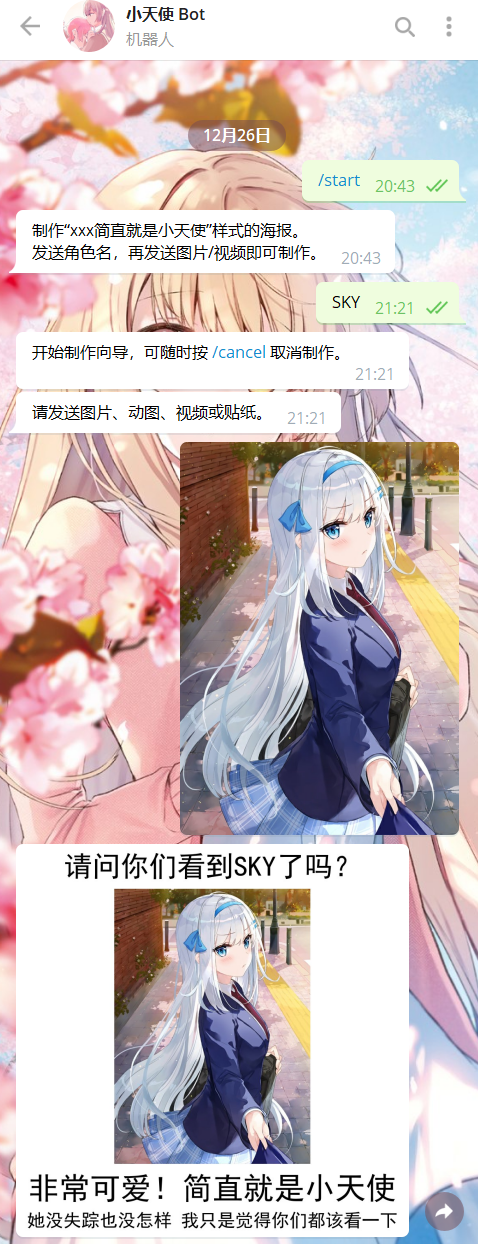 小天使 Bot
机器人
12月26日
/start 20:43
制作“xxx简直就是小天使”样式的海报。
发送角色名，再发送图片/视频即可制作。 20:43
SKY 21:21
开始制作向导，可随时按 /cancel 取消制作。
21:21
请发送图片、动图、视频或贴纸。 21:21
请问你们看到SKY了吗？
非常可爱！简直就是小天使
她没失踪也没怎样 我只是觉得你们都该看一下